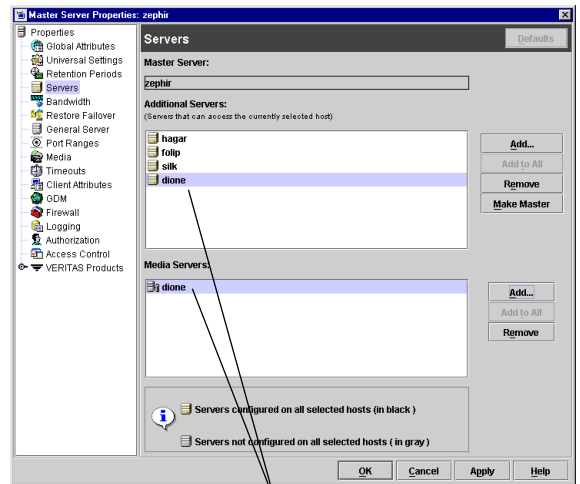 Master Server Properties: zephir
Properties
Global Attributes
Universal Settings
Retention Periods
Servers
Bandwidth
Restore Failover
General Server
Port Ranges
Media
Timeouts
Client Attributes
GDM
Firewall
Logging
Authorization
Access Control
VERITAS Products
Servers
Defaults
Master Server:
zephir
Additional Servers:
(Servers that can access the currently selected host)
hagar
folip
silk
dione
Add...
Add to All
Remove
Make Master
Media Servers:
dione
Add...
Add to All
Remove
Servers configured on all selected hosts (in black )
Servers not configured on all selected hosts ( in gray )
OK Cancel Apply Help